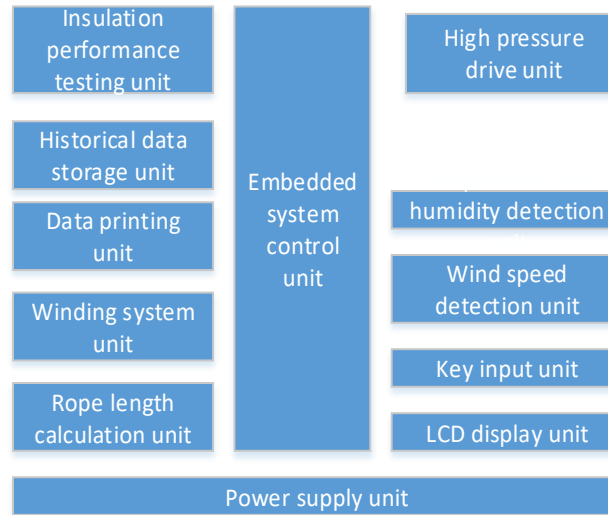 Insulation
performance
testing unit
Historical data
storage unit
Data printing
unit
Winding system
unit
Rope length
calculation unit
Embedded
system
control
unit
High pressure
drive unit
humidity detection
Wind speed
detection unit
Key input unit
LCD display unit
Power supply unit